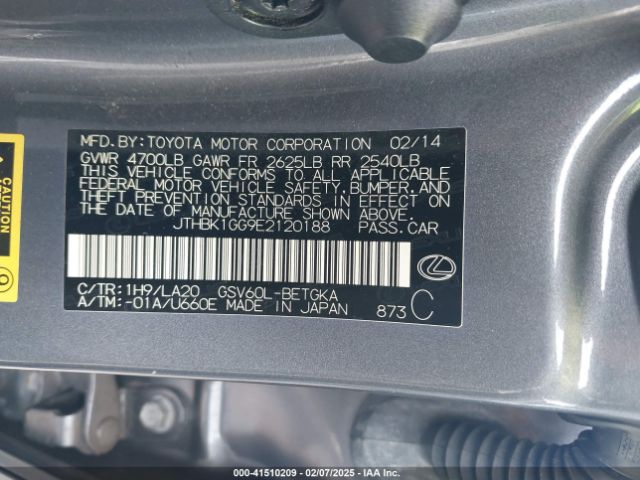 MFD.BY:TOYOTA MOTOR CORPORATION 02/14
GVWR 4700LB GAWR FR 2625LB RR 2540LB
THIS VEHICLE CONFORMS TO ALL APPLICABLE
FEDERAL MOTOR VEHICLE SAFETY,BUMPER,AND
THEFT PREVENTION STANDARDS IN EFFECT ON
THE DATE OF MANUFACTURE SHOWN ABOVE.
JTHBK1GG9E2120188 PASS.CAR
C/TR:1H9/LA20 GSV60L-BETGKA
A/TM:-01A/U660E MADE IN JAPAN 873 C
CAUTION
000-41510209 - 02/07/2025 - IAA Inc.